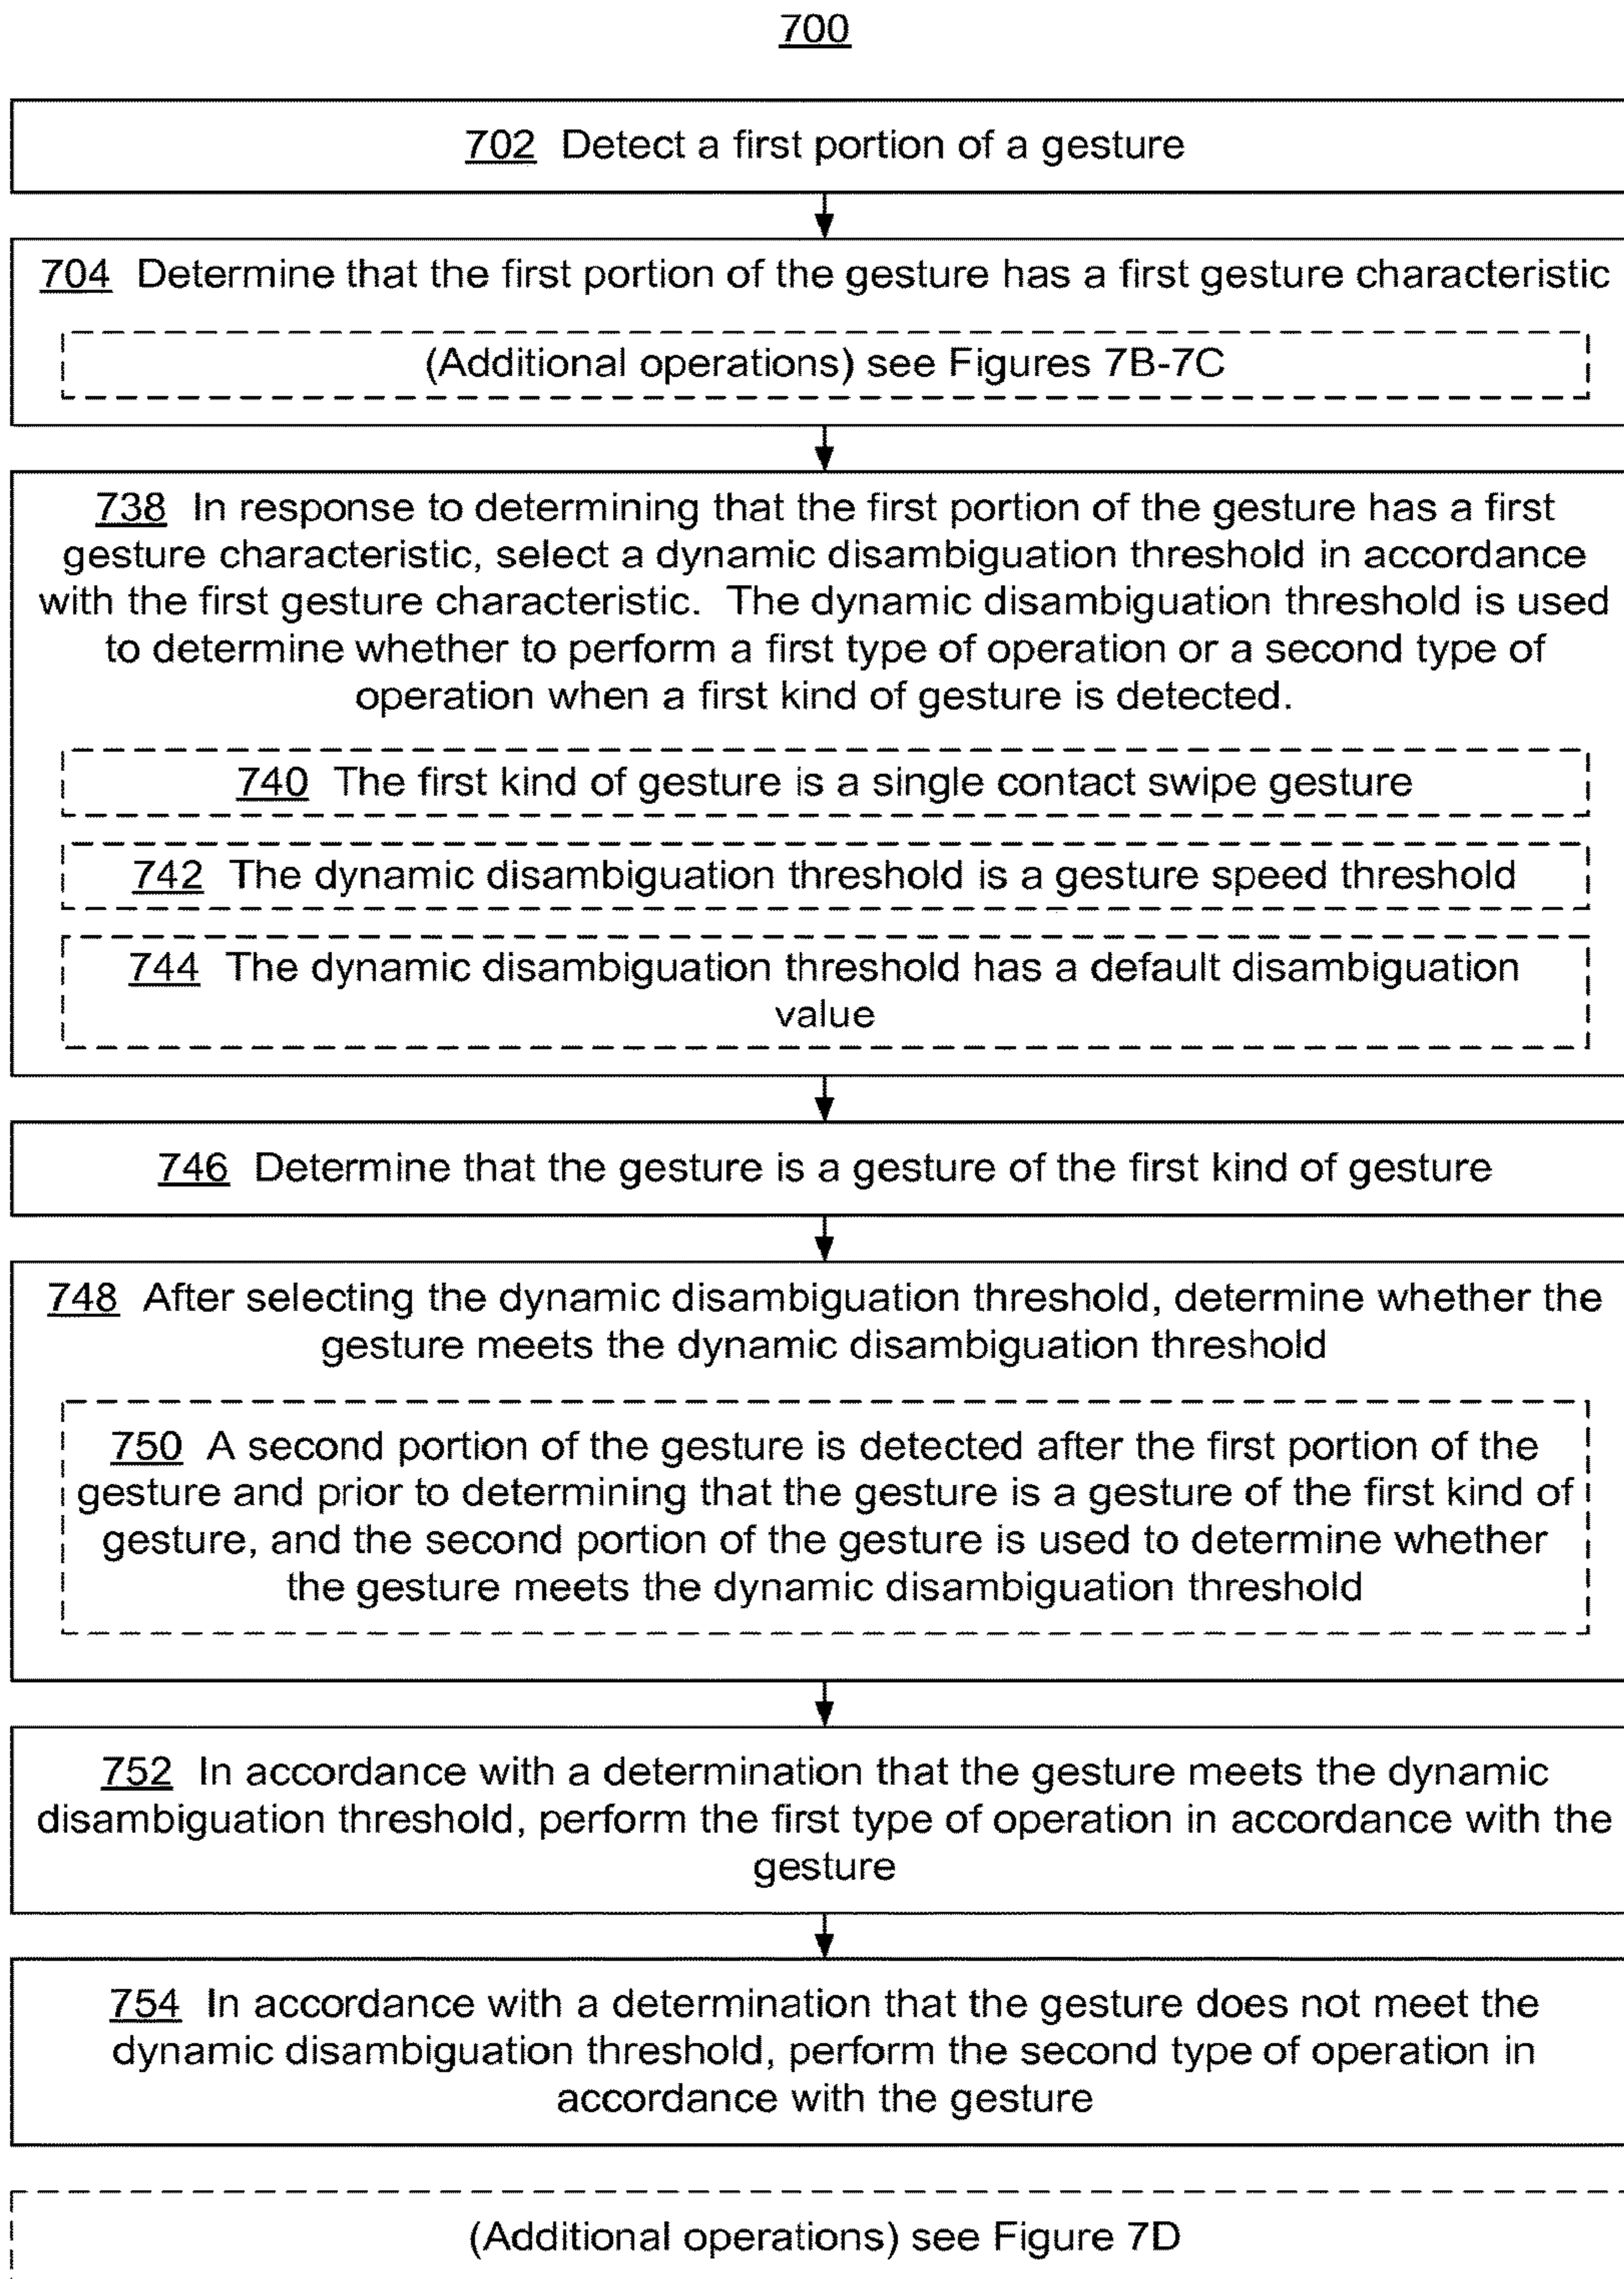 700
702 Detect a first portion of a gesture
704 Determine that the first portion of the gesture has a first gesture characteristic
(Additional operations) see Figures 7B-7C
738 In response to determining that the first portion of the gesture has a first
gesture characteristic, select a dynamic disambiguation threshold in accordance
with the first gesture characteristic. The dynamic disambiguation threshold is used
to determine whether to perform a first type of operation or a second type of
operation when a first kind of gesture is detected.
740 The first kind of gesture is a single contact swipe gesture
742 The dynamic disambiguation threshold is a gesture speed threshold
744 The dynamic disambiguation threshold has a default disambiguation
value
746 Determine that the gesture is a gesture of the first kind of gesture
748 After selecting the dynamic disambiguation threshold, determine whether the
gesture meets the dynamic disambiguation threshold
750 A second portion of the gesture is detected after the first portion of the
gesture and prior to determining that the gesture is a gesture of the first kind of
gesture, and the second portion of the gesture is used to determine whether
the gesture meets the dynamic disambiguation threshold
752 In accordance with a determination that the gesture meets the dynamic
disambiguation threshold, perform the first type of operation in accordance with the
gesture
754 In accordance with a determination that the gesture does not meet the
dynamic disambiguation threshold, perform the second type of operation in
accordance with the gesture
(Additional operations) see Figure 7D